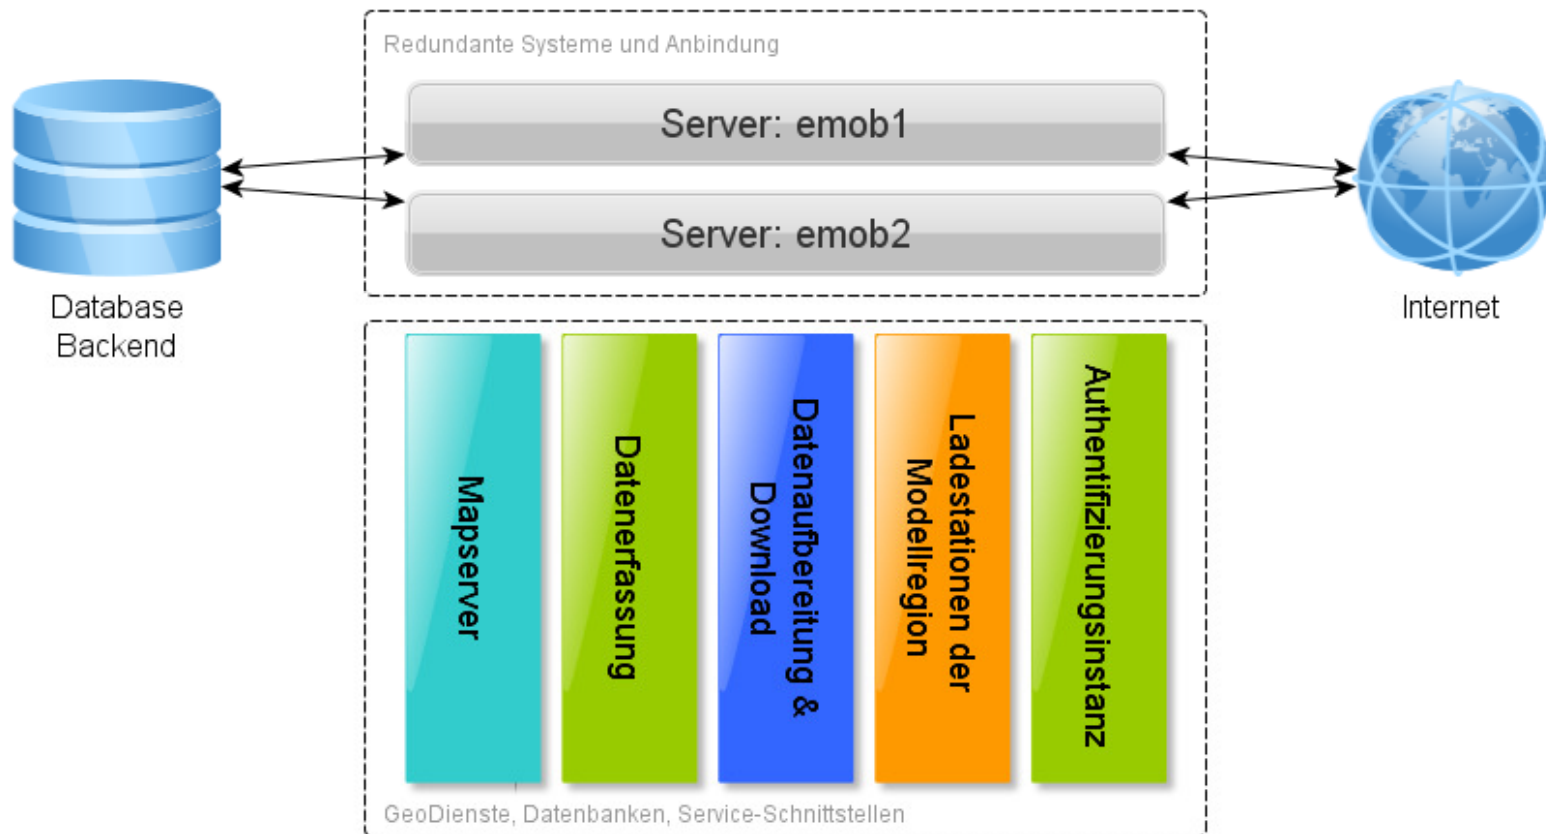 Redundante Systeme und Anbindung
Server: emob1
Server: emob2
Database
Backend
Internet
Mapserver
Datenerfassung
Datenaufbereitung &
Download
Ladestationen der
Modellregion
Authentifizierungsinstanz
GeoDienste, Datenbanken, Service-Schnittstellen